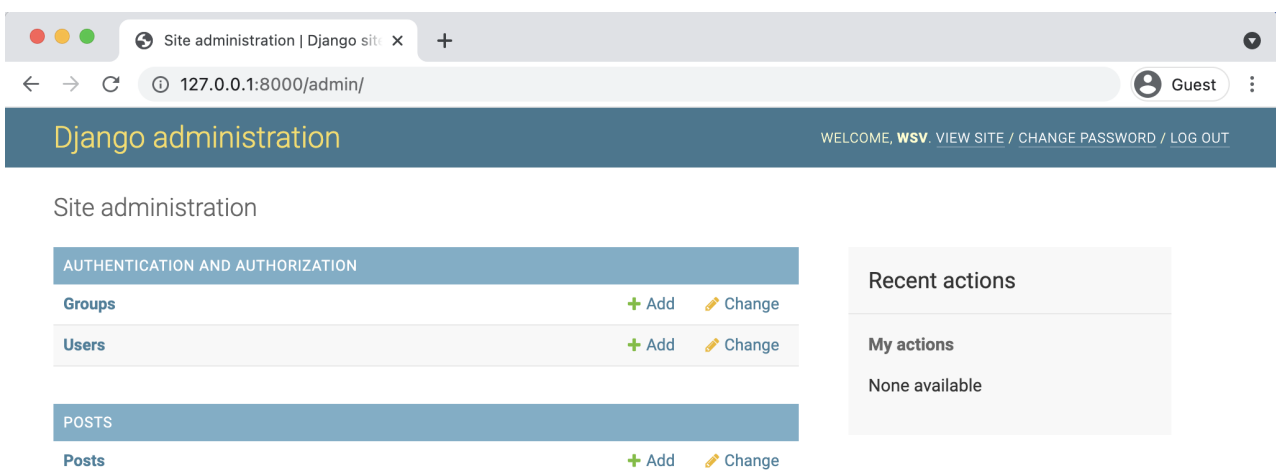 Site administration | Django site
127.0.0.1:8000/admin/
Guest
Django administration
WELCOME, WSV. VIEW SITE / CHANGE PASSWORD / LOG OUT
Site administration
AUTHENTICATION AND AUTHORIZATION
Groups Add Change
Users Add Change
POSTS
Posts Add Change
Recent actions
My actions
None available